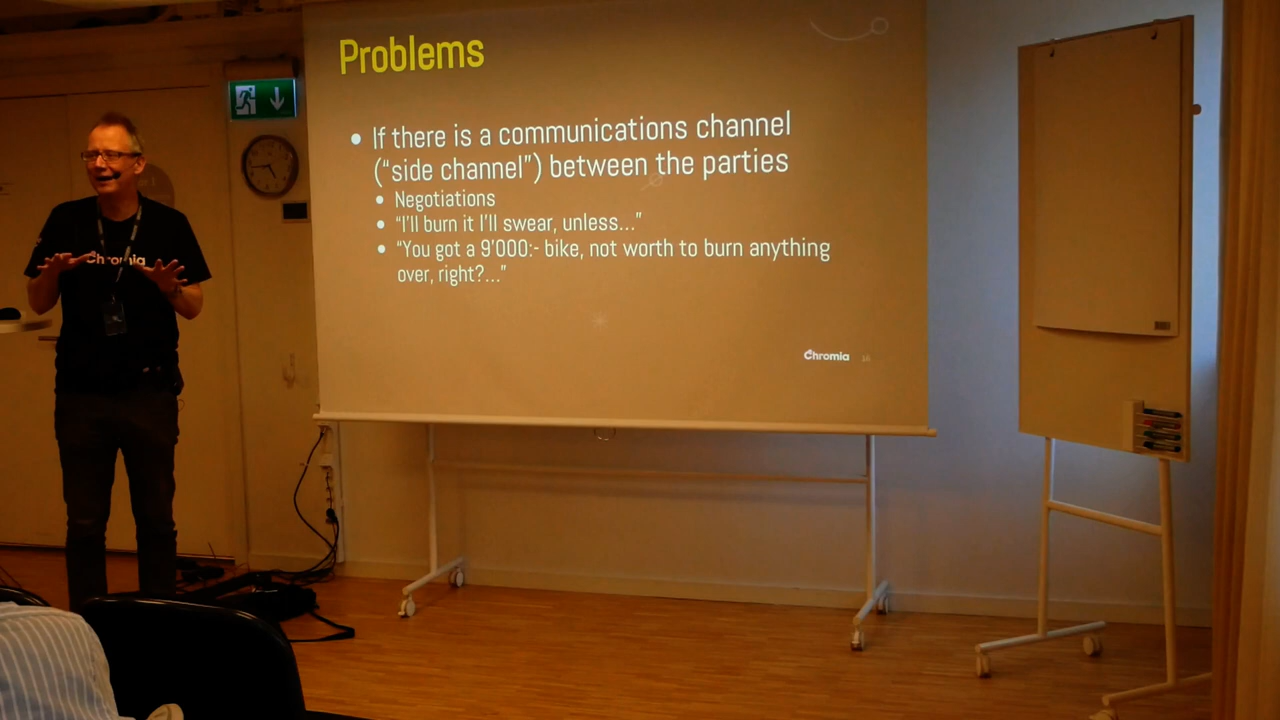 Problems
• If there is a communications channel
("side channel") between the parties
• Negotiations
• "I'll burn it I'll swear, unless..."
• "You got a 9'000:- bike, not worth to burn anything
over, right?..."
Chromia
16
Chromia